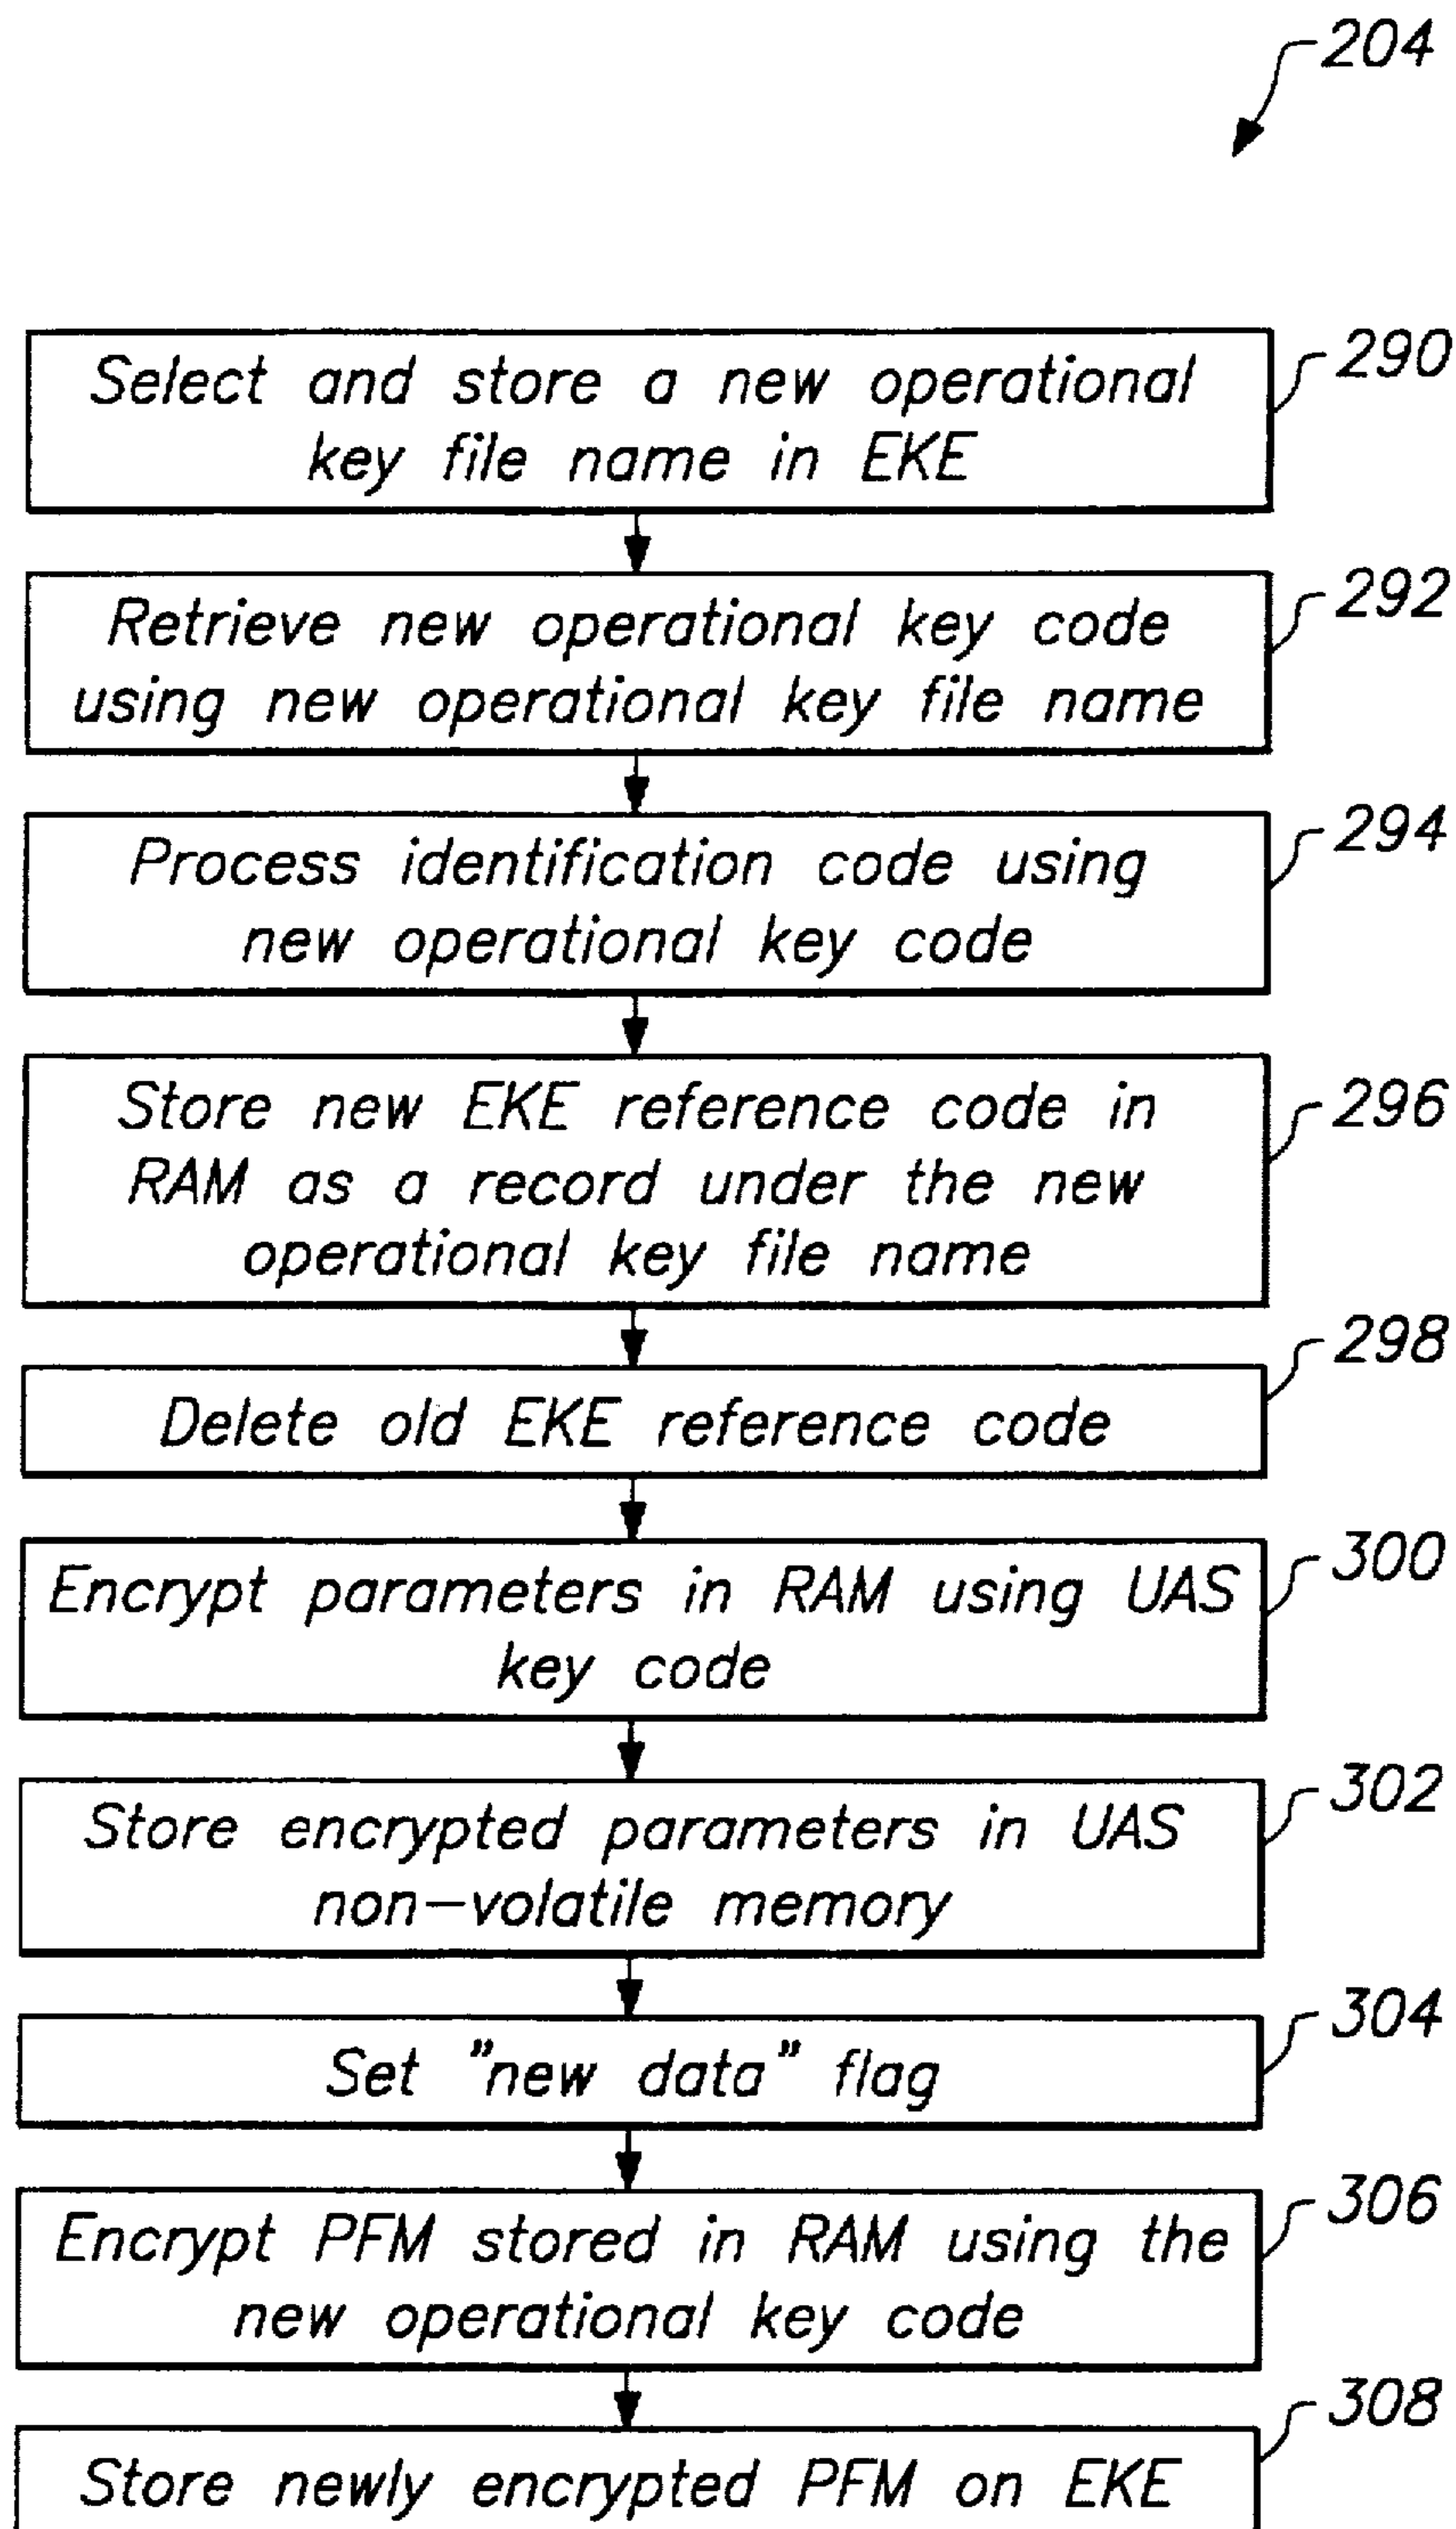 204
Select and store a new operational
key file name in EKE
290
Retrieve new operational key code
using new operational key file name
292
Process identification code using
new operational key code
294
Store new EKE reference code in
RAM as a record under the new
operational key file name
296
Delete old EKE reference code
298
Encrypt parameters in RAM using UAS
key code
300
Store encrypted parameters in UAS
non-volatile memory
302
Set "new data" flag
304
Encrypt PFM stored in RAM using the
new operational key code
306
Store newly encrypted PFM on EKE
308